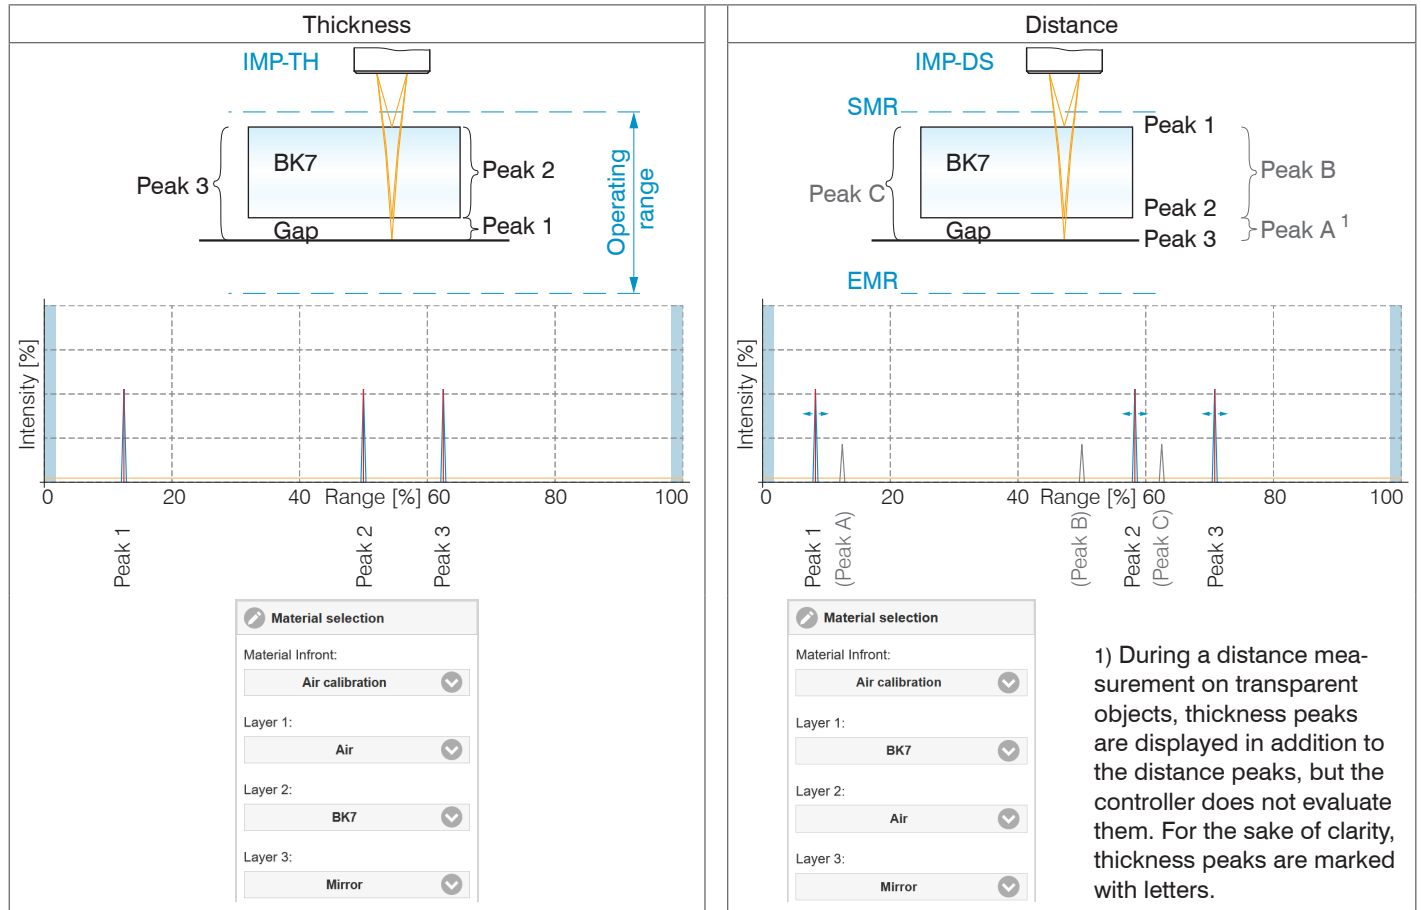 Thickness
IMP-TH
BK7
Gap
Peak 3
Peak 2
Peak 1
Operating
range
Intensity [%]
0
20
40
Range [%]
60
80
100
Peak 1
Peak 2
Peak 3
Material selection
Material Infront:
Air calibration
Layer 1:
Air
Layer 2:
BK7
Layer 3:
Mirror
Distance
IMP-DS
SMR
Peak 1
BK7
Peak B
Peak C
Peak 2
Gap
Peak A 1
Peak 3
EMR
Intensity [%]
0
20
40
Range [%]
60
80
100
Peak 1
(Peak A)
(Peak B)
Peak 2
(Peak C)
Peak 3
Material selection
Material Infront:
Air calibration
Layer 1:
BK7
Layer 2:
Air
Layer 3:
Mirror
1) During a distance mea-
surement on transparent
objects, thickness peaks
are displayed in addition to
the distance peaks, but the
controller does not evaluate
them. For the sake of clarity,
thickness peaks are marked
with letters.